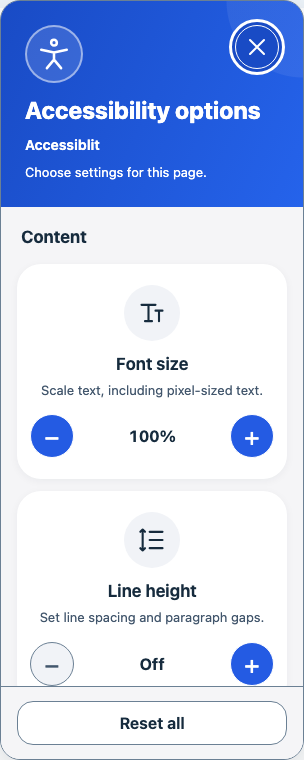 Accessibility options
Accessiblit
Choose settings for this page.
Content
Font size
Scale text, including pixel-sized text.
− 100% +
Line height
Set line spacing and paragraph gaps.
− Off +
Reset all